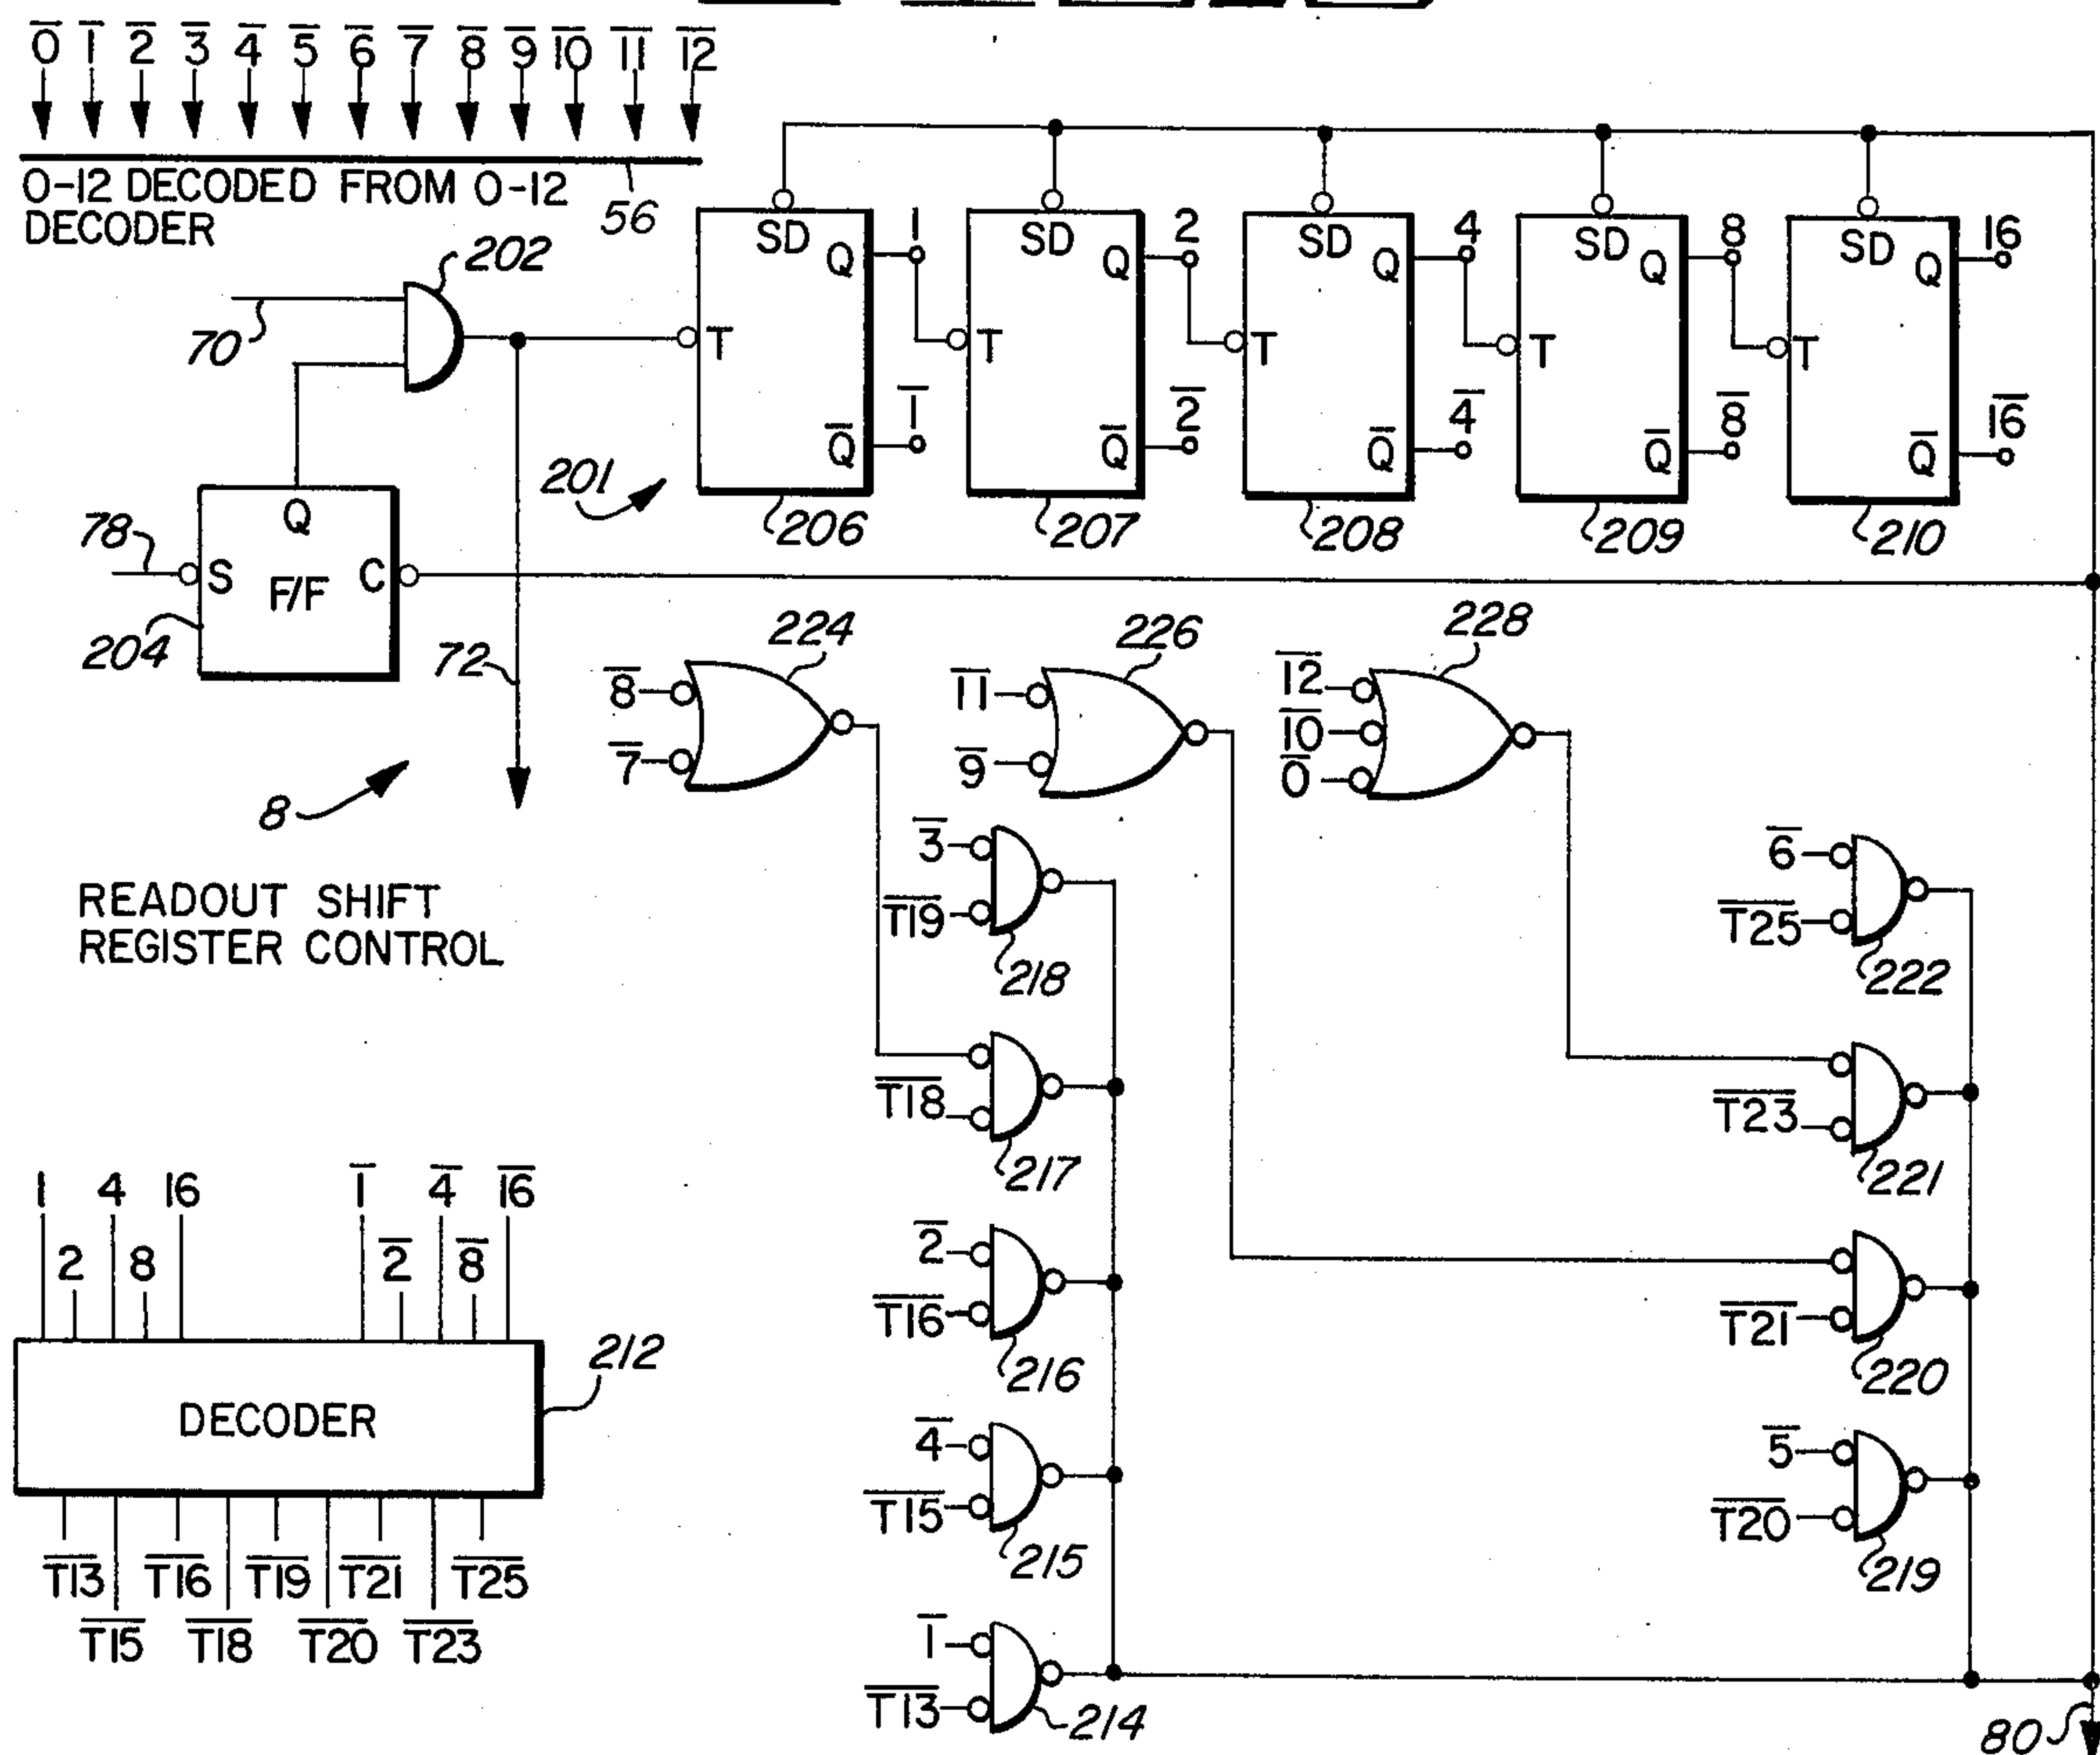 0̅ 1̅ 2̅ 3̅ 4̅ 5̅ 6̅ 7̅ 8̅ 9̅ 1̅0̅ 1̅1̅ 1̅2̅
0-12 DECODED FROM 0-12
DECODER
56
202
70
SD Q 1
T
Q̅ 1̅
206
SD Q 2
T
Q̅ 2̅
207
SD Q 4
T
Q̅ 4̅
208
SD Q 8
T
Q̅ 8̅
209
SD Q 16
T
Q̅ 1̅6̅
210
201
78
Q
S F/F C
204
72
8
READOUT SHIFT
REGISTER CONTROL
224
8̅
7̅
226
1̅1̅
9̅
228
1̅2̅
1̅0̅
0̅
3̅
T̅1̅9̅
218
T̅1̅8̅
217
2̅
T̅1̅6̅
216
4̅
T̅1̅5̅
215
1̅
T̅1̅3̅
214
6̅
T̅2̅5̅
222
T̅2̅3̅
221
T̅2̅1̅
220
5̅
T̅2̅0̅
219
80
1 4 16 1̅ 4̅ 1̅6̅
2 8 2̅ 8̅
212
DECODER
T̅1̅3̅ T̅1̅6̅ T̅1̅9̅ T̅2̅1̅ T̅2̅5̅
T̅1̅5̅ T̅1̅8̅ T̅2̅0̅ T̅2̅3̅